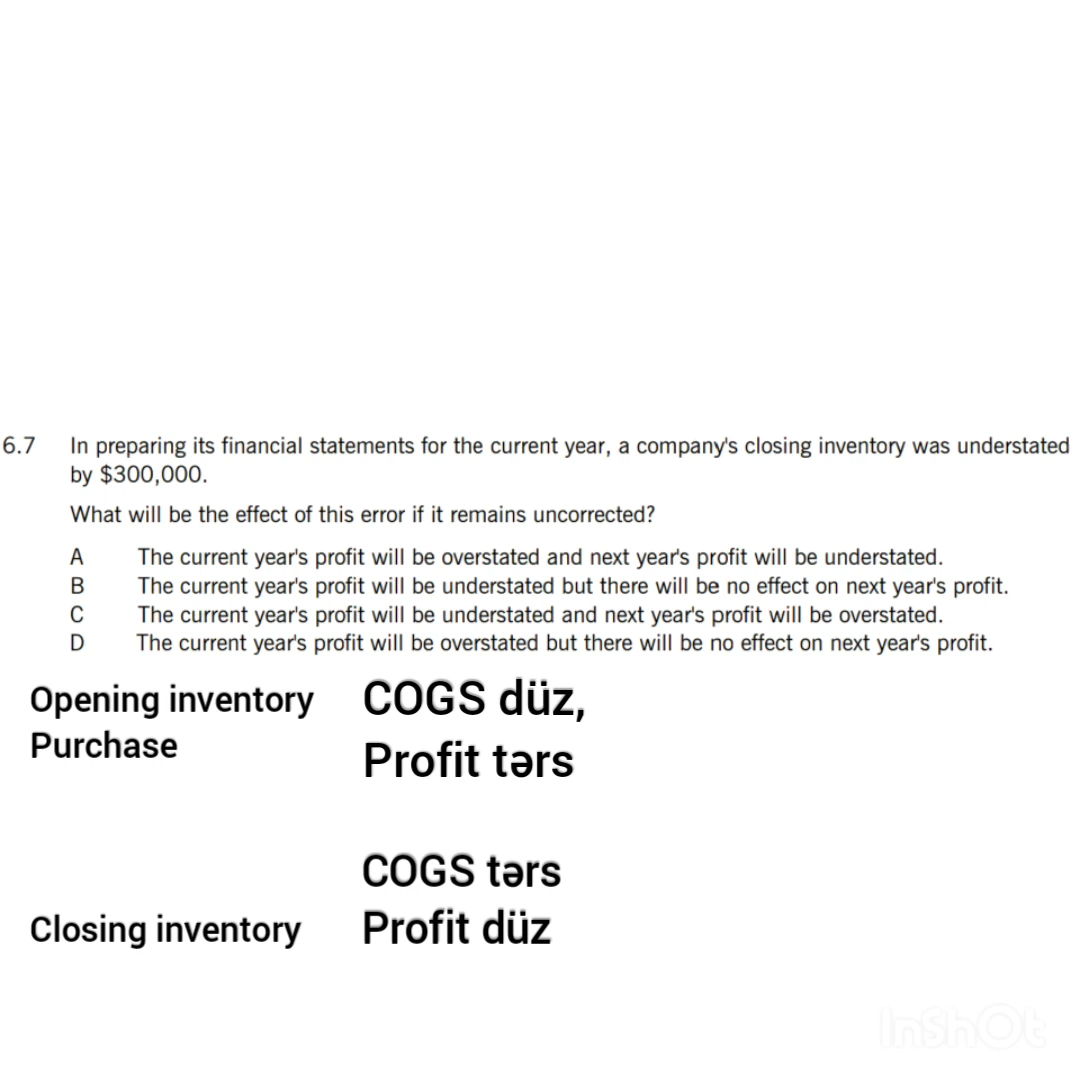 6.7 In preparing its financial statements for the current year, a company's closing inventory was understated
by $300,000.
What will be the effect of this error if it remains uncorrected?
A The current year's profit will be overstated and next year's profit will be understated.
B The current year's profit will be understated but there will be no effect on next year's profit.
C The current year's profit will be understated and next year's profit will be overstated.
D The current year's profit will be overstated but there will be no effect on next year's profit.
Opening inventory COGS düz,
Purchase Profit tərs
COGS tərs
Closing inventory Profit düz
InShOt